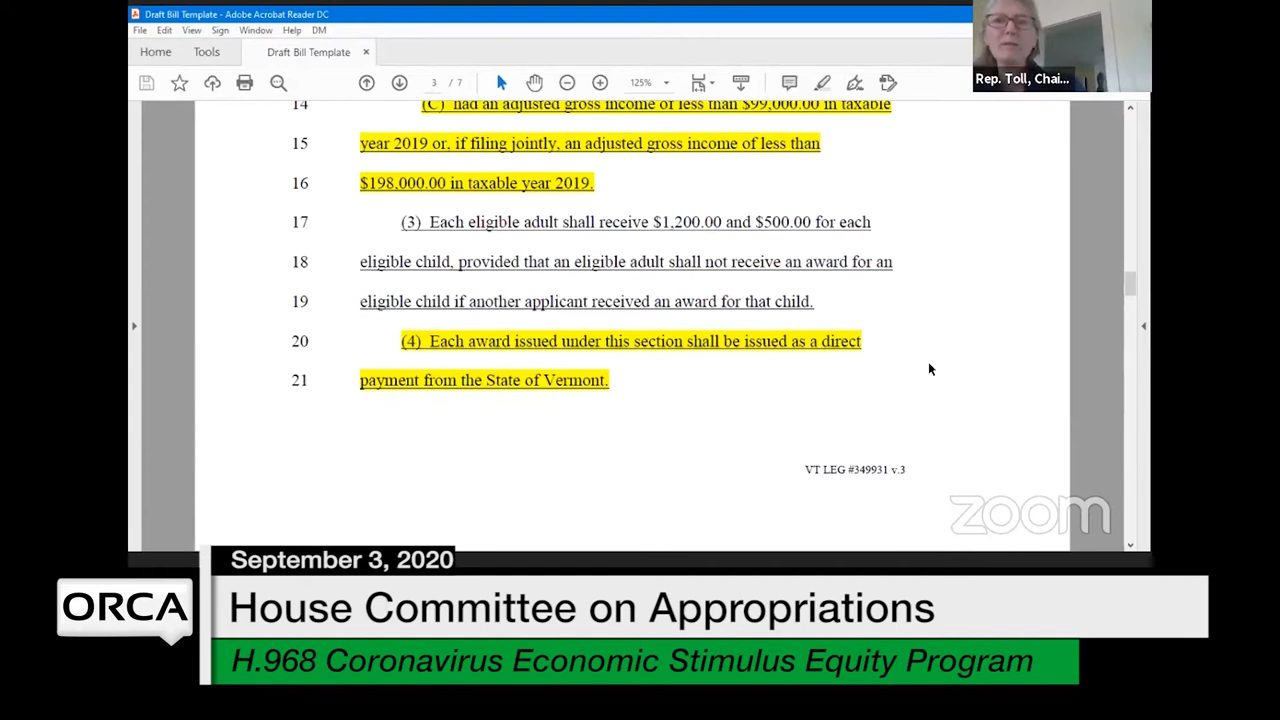 Draft Bill Template - Adobe Acrobat Reader DC
File Edit View Sign Window Help DM
Home Tools Draft Bill Template ×
3 / 7 125%
Rep. Toll, Chai...
14 (C) had an adjusted gross income of less than $99,000.00 in taxable
15 year 2019 or, if filing jointly, an adjusted gross income of less than
16 $198,000.00 in taxable year 2019.
17 (3) Each eligible adult shall receive $1,200.00 and $500.00 for each
18 eligible child, provided that an eligible adult shall not receive an award for an
19 eligible child if another applicant received an award for that child.
20 (4) Each award issued under this section shall be issued as a direct
21 payment from the State of Vermont.
VT LEG #349931 v.3
zoom
September 3, 2020
ORCA
House Committee on Appropriations
H.968 Coronavirus Economic Stimulus Equity Program